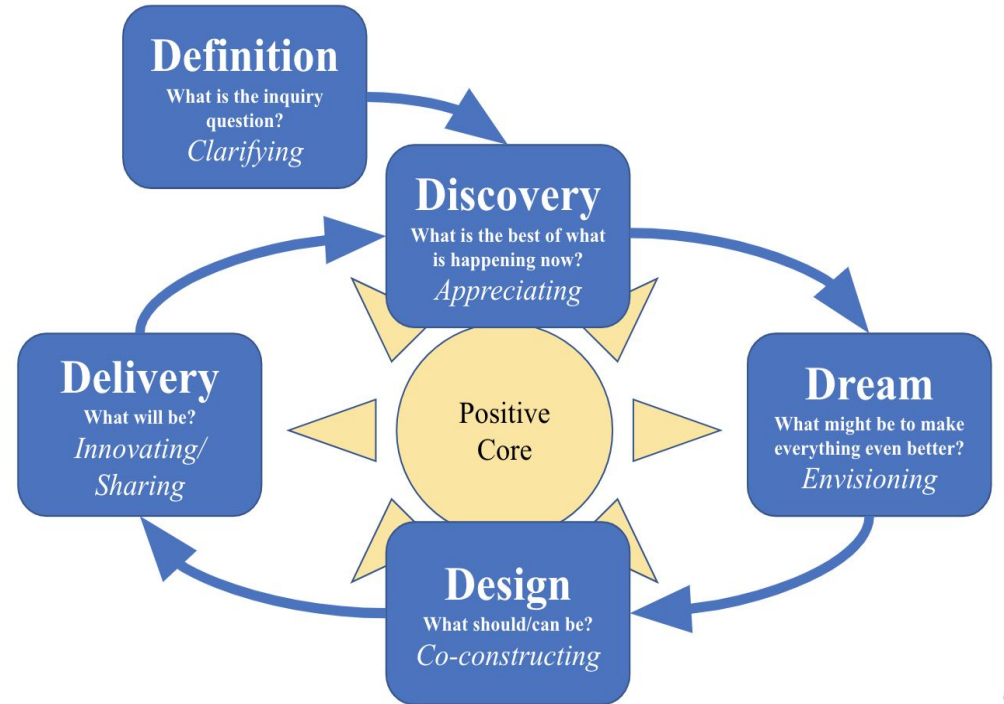 Definition
What is the inquiry
question?
Clarifying
Discovery
What is the best of what
is happening now?
Appreciating
Dream
What might be to make
everything even better?
Envisioning
Design
What should/can be?
Co-constructing
Delivery
What will be?
Innovating/
Sharing
Positive
Core